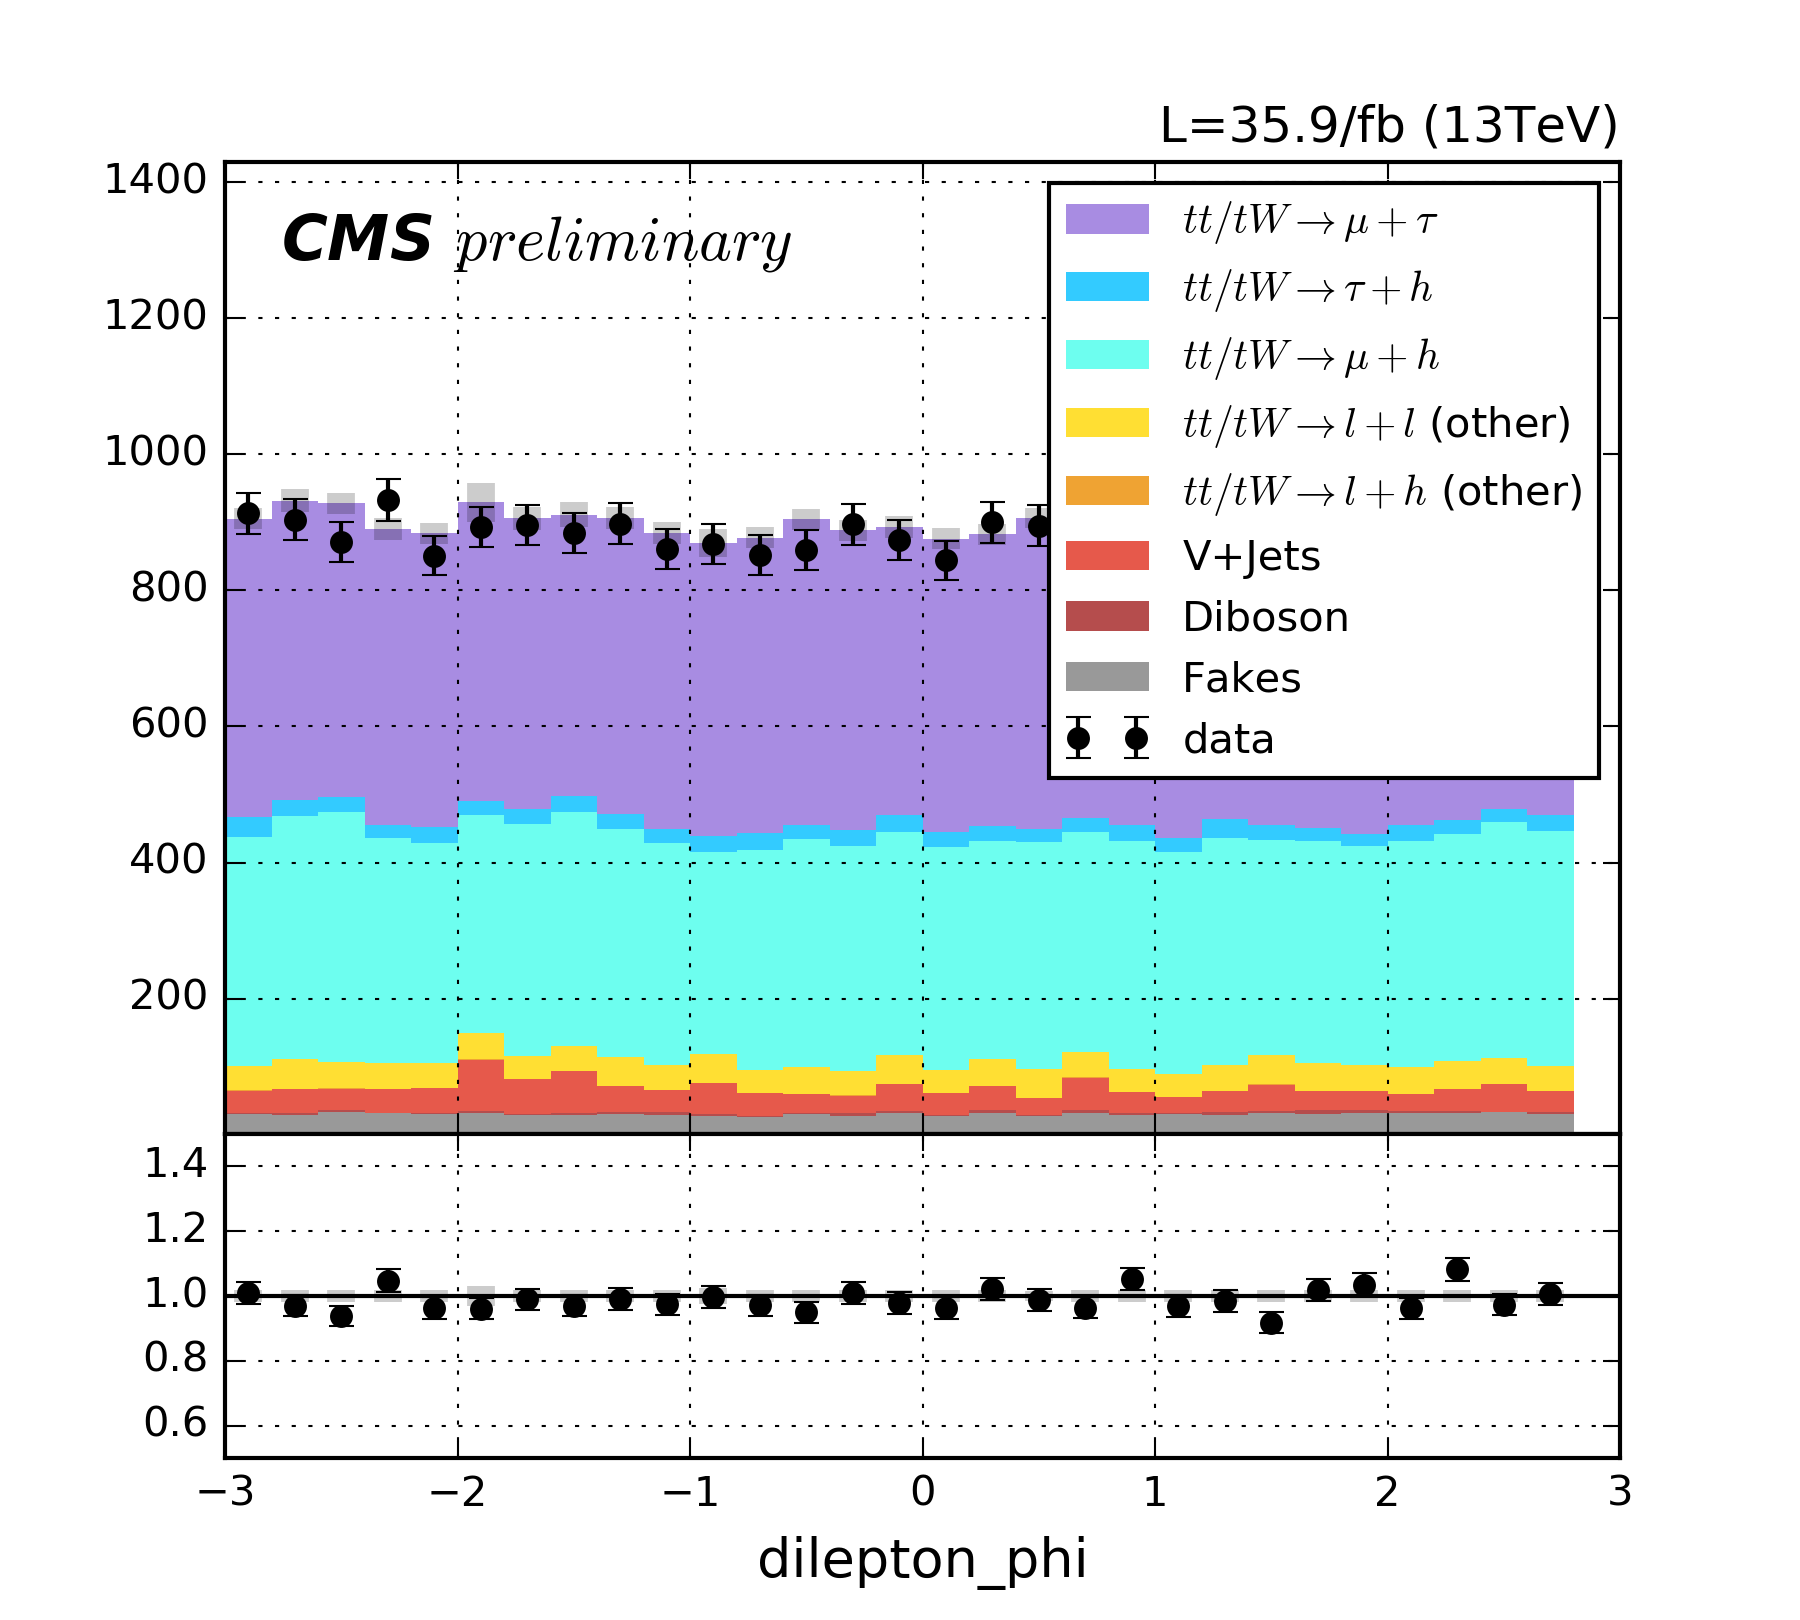 L=35.9/fb (13TeV)
1400
CMS preliminary
1200
1000
800
600
400
200
tt/tW→μ+τ
tt/tW→τ+h
tt/tW→μ+h
tt/tW→l+l (other)
tt/tW→l+h (other)
V+Jets
Diboson
Fakes
data
1.4
1.2
1.0
0.8
0.6
−3 −2 −1 0 1 2 3
dilepton_phi